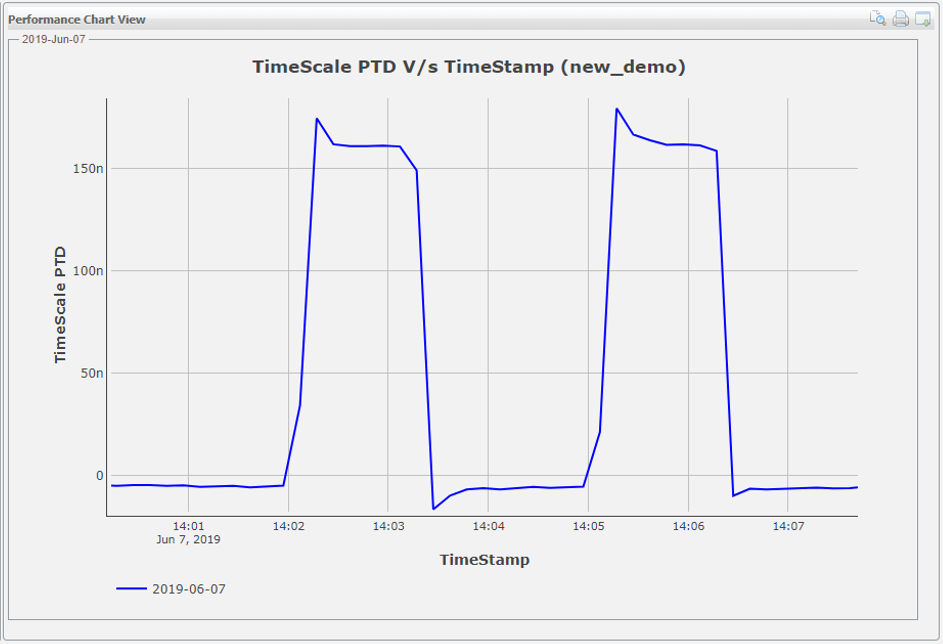 Performance Chart View
2019-Jun-07
TimeScale PTD V/s TimeStamp (new_demo)
TimeScale PTD
150n
100n
50n
0
14:01 14:02 14:03 14:04 14:05 14:06 14:07
Jun 7, 2019
TimeStamp
2019-06-07